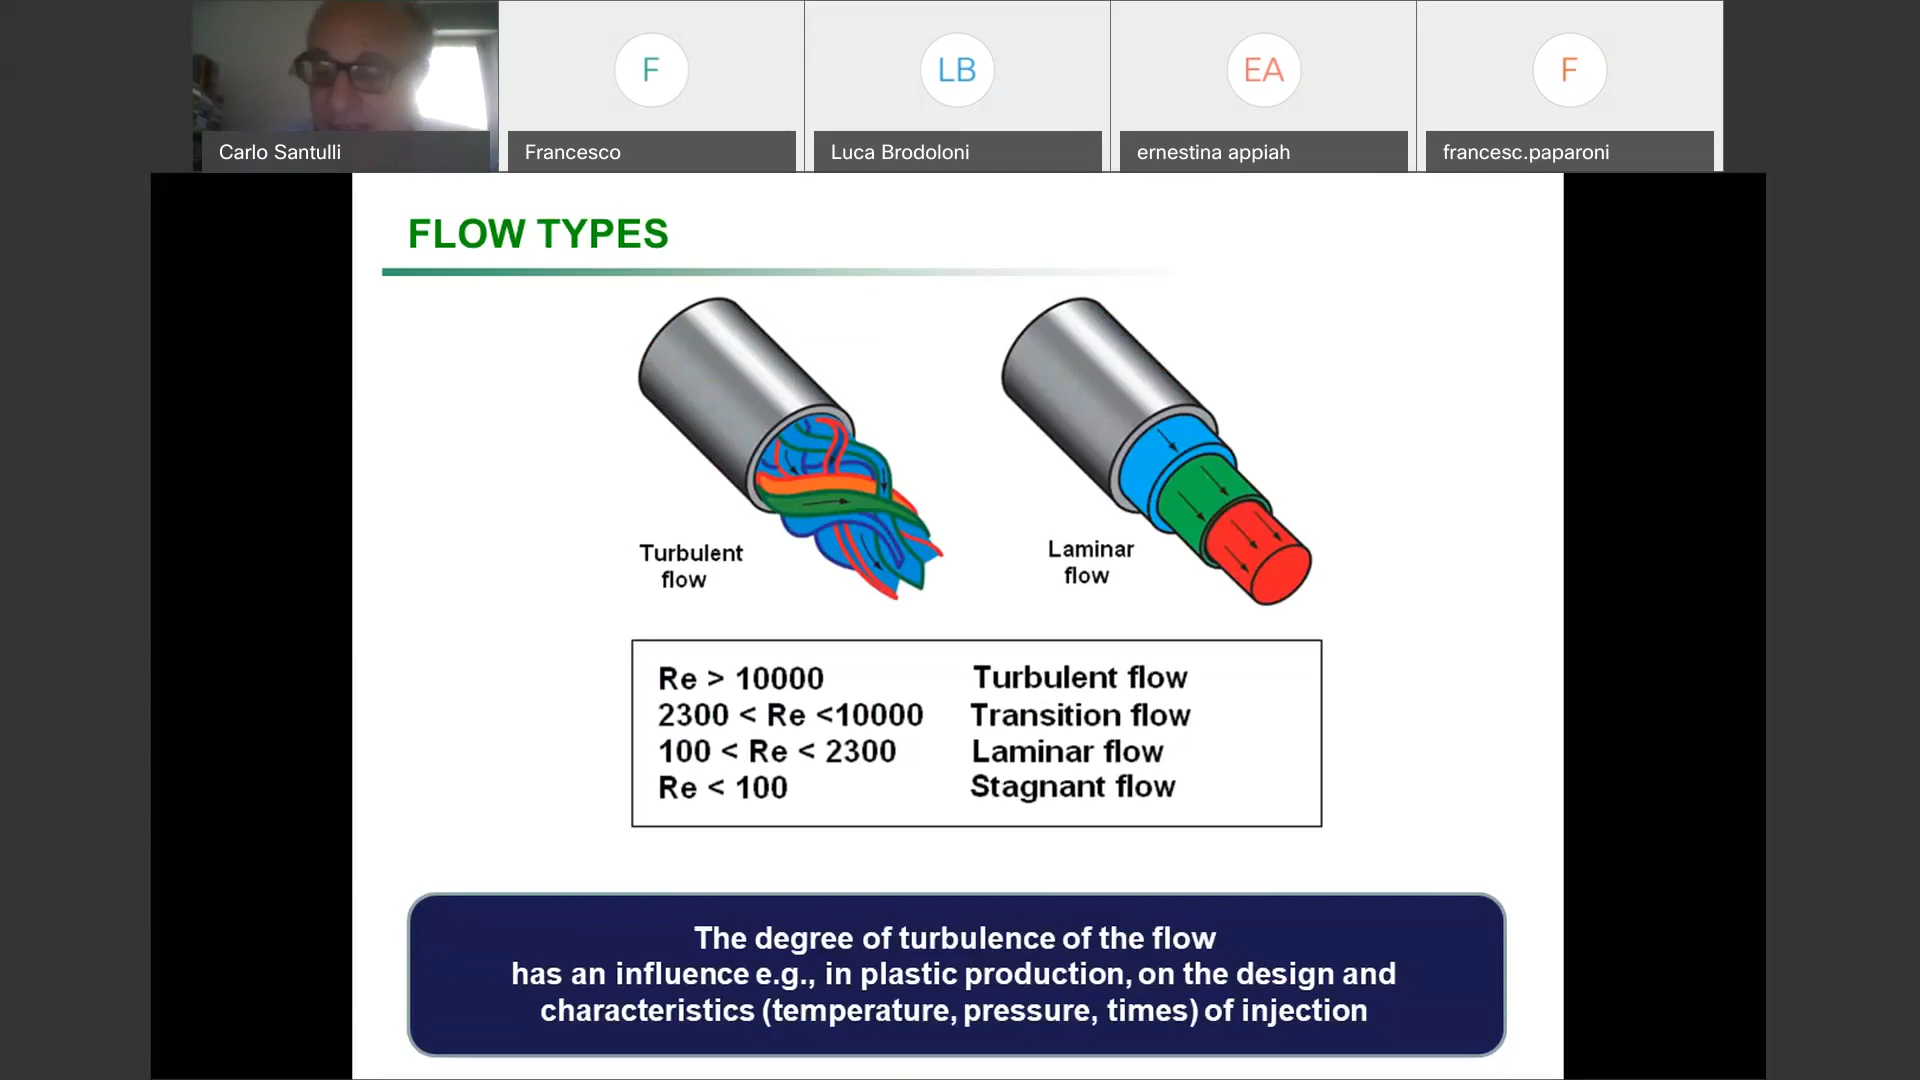 F
LB
EA
F
Carlo Santulli
Francesco
Luca Brodoloni
ernestina appiah
francesc.paparoni
FLOW TYPES
Turbulent
flow
Laminar
flow
Re > 10000 Turbulent flow
2300 < Re <10000 Transition flow
100 < Re < 2300 Laminar flow
Re < 100 Stagnant flow
The degree of turbulence of the flow
has an influence e.g., in plastic production, on the design and
characteristics (temperature, pressure, times) of injection